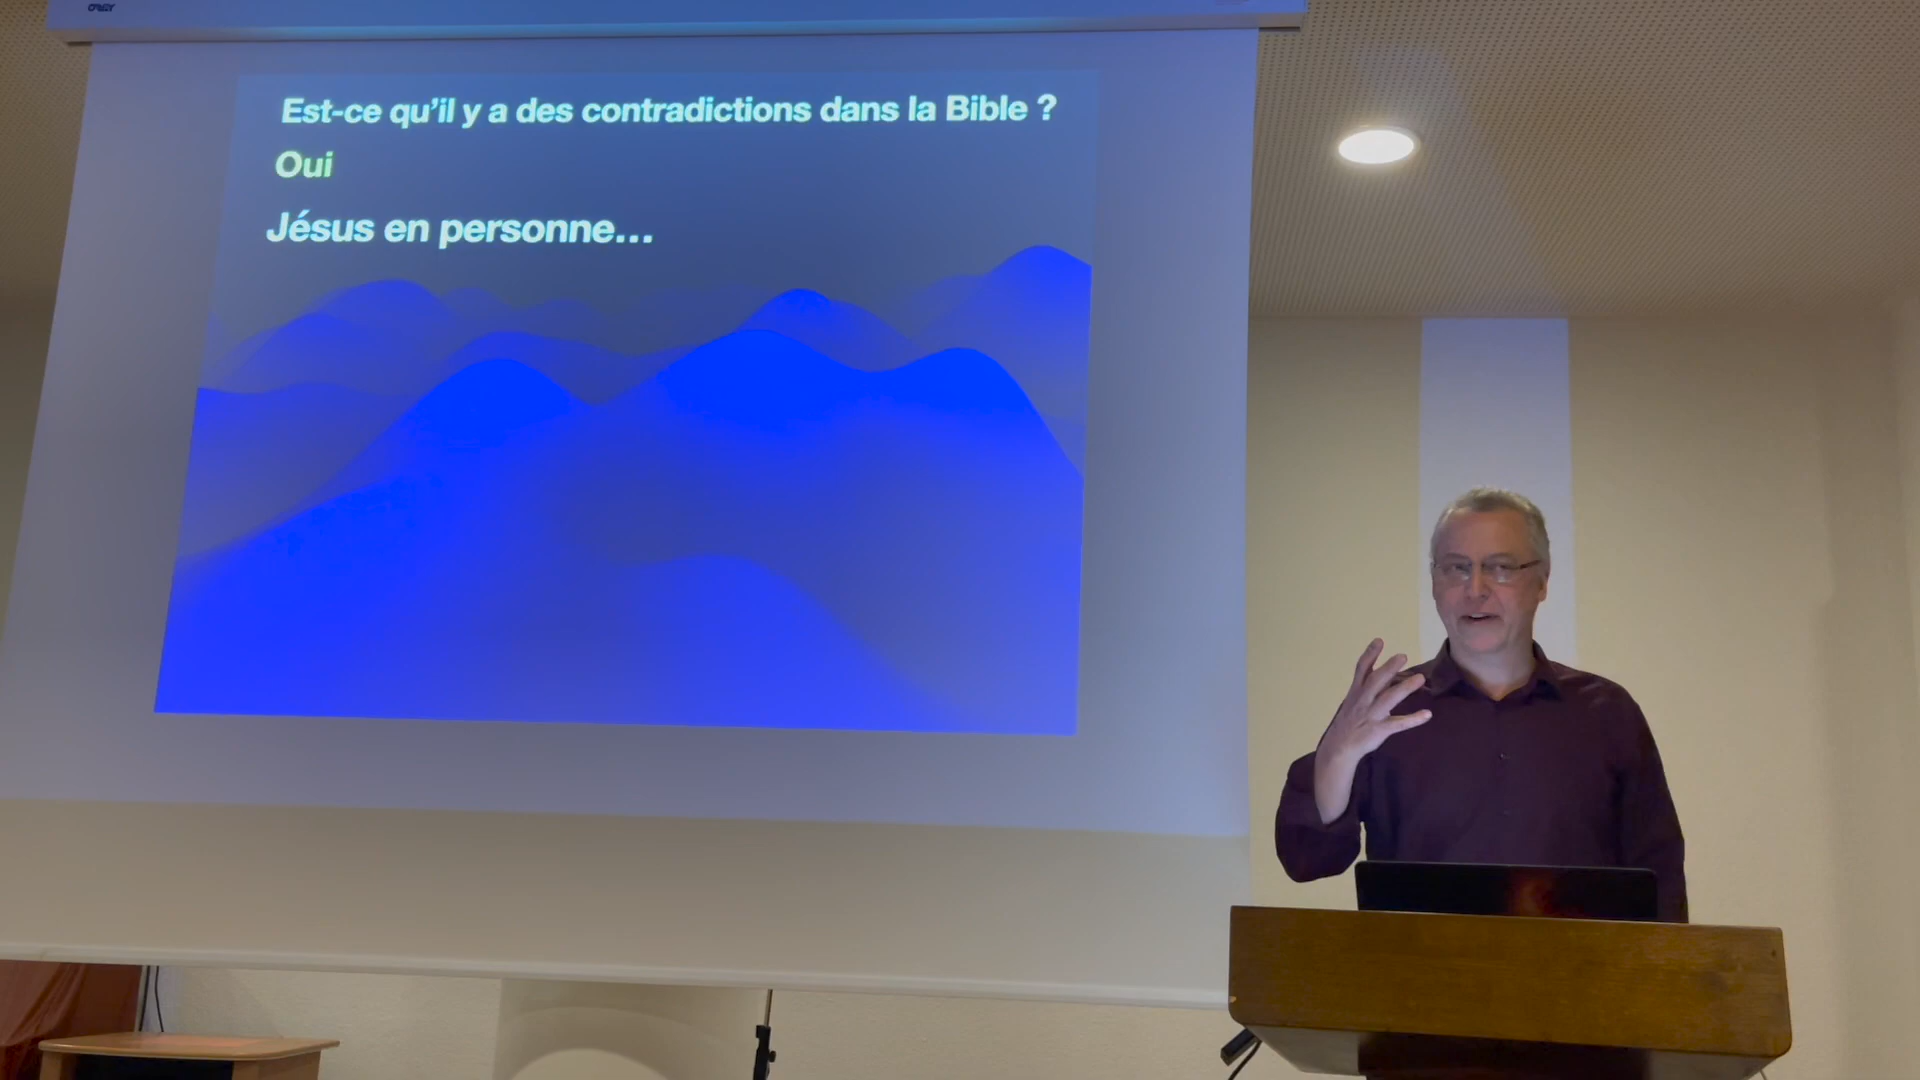 Est-ce qu’il y a des contradictions dans la Bible ?
Oui
Jésus en personne...